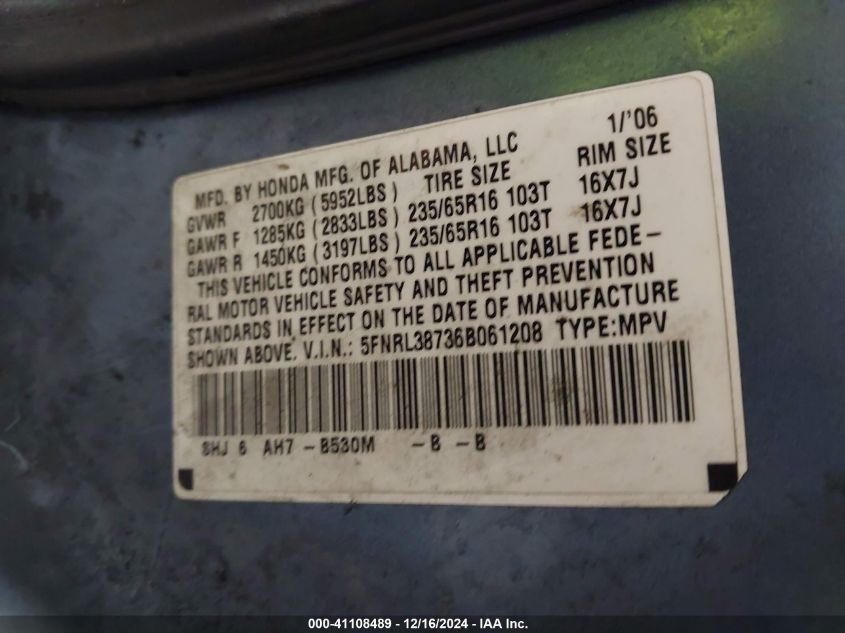 MFD. BY HONDA MFG. OF ALABAMA, LLC 1/'06
GVWR 2700KG (5952LBS) TIRE SIZE RIM SIZE
GAWR F 1285KG (2833LBS) 235/65R16 103T 16X7J
GAWR R 1450KG (3197LBS) 235/65R16 103T 16X7J
THIS VEHICLE CONFORMS TO ALL APPLICABLE FEDE-
RAL MOTOR VEHICLE SAFETY AND THEFT PREVENTION
STANDARDS IN EFFECT ON THE DATE OF MANUFACTURE
SHOWN ABOVE. V.I.N.: 5FNRL38736B061208 TYPE:MPV
SHJ 6 AH7 -B530M -B -B
000-41108489 - 12/16/2024 - IAA Inc.